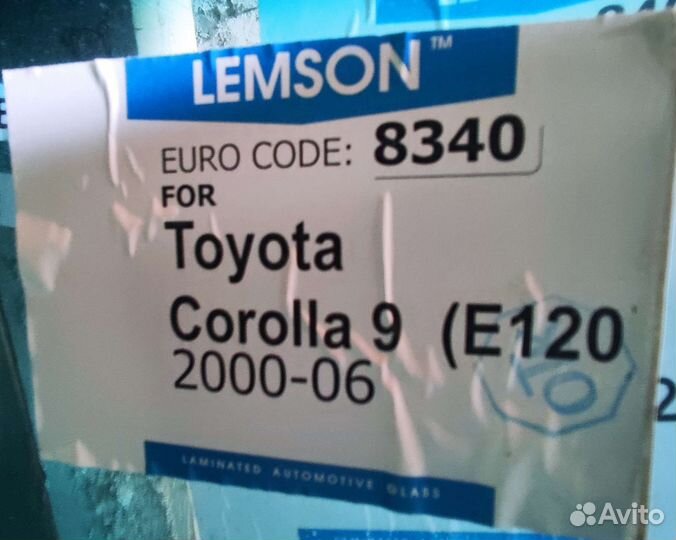 LEMSON™
EURO CODE: 8340
FOR
Toyota
Corolla 9 (E120
2000-06
LAMINATED AUTOMOTIVE GLASS
Avito